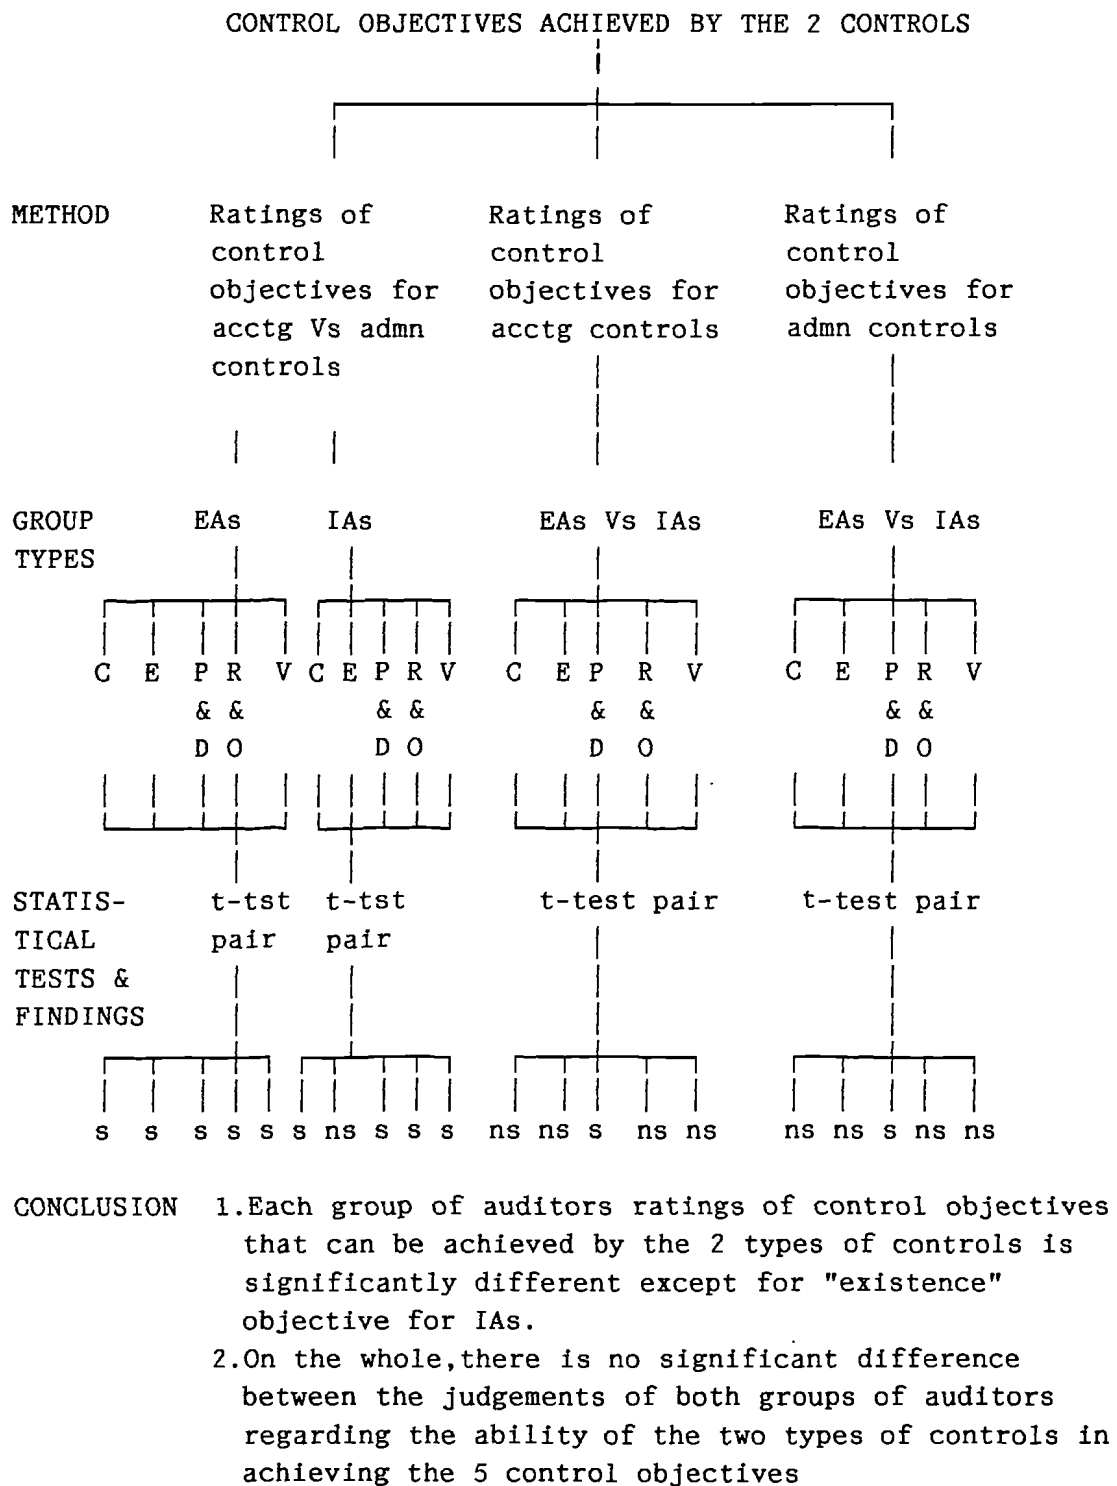 CONTROL OBJECTIVES ACHIEVED BY THE 2 CONTROLS
METHOD Ratings of Ratings of Ratings of
control control control
objectives for objectives for objectives for
acctg Vs admn acctg controls admn controls
controls
GROUP EAs IAs EAs Vs IAs EAs Vs IAs
TYPES
C E P R V C E P R V C E P R V C E P R V
& & & & & & & &
D O D O D O D O
STATIS- t-tst t-tst t-test pair t-test pair
TICAL pair pair
TESTS &
FINDINGS
s s s s s s ns s s s ns ns s ns ns ns ns s ns ns
CONCLUSION 1.Each group of auditors ratings of control objectives
that can be achieved by the 2 types of controls is
significantly different except for "existence"
objective for IAs.
2.On the whole,there is no significant difference
between the judgements of both groups of auditors
regarding the ability of the two types of controls in
achieving the 5 control objectives